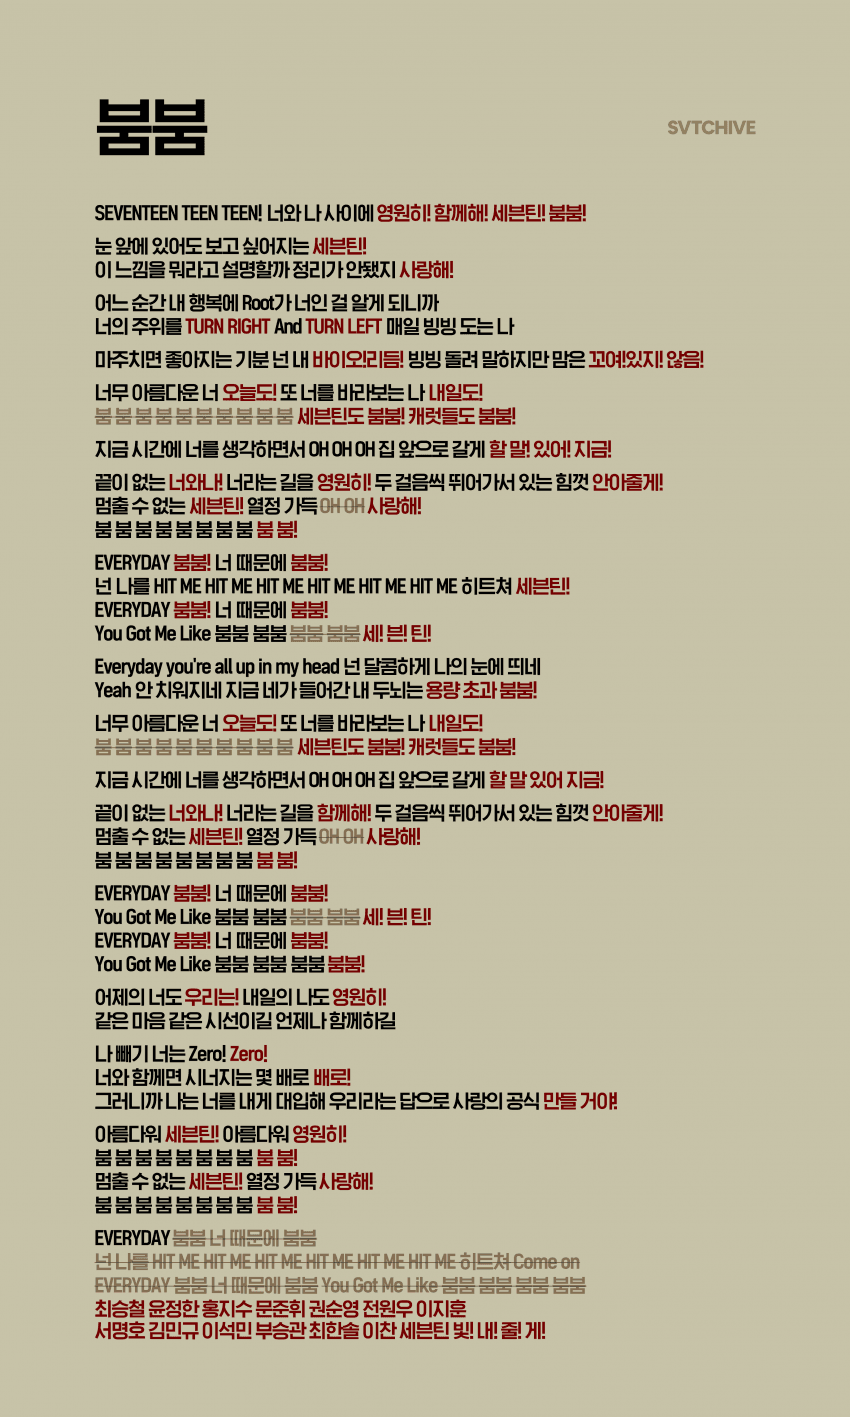 붐붐
SVTCHIVE
SEVENTEEN TEEN TEEN! 너와 나 사이에 영원히! 함께해! 세븐틴! 붐붐!
눈 앞에 있어도 보고 싶어지는 세븐틴!
이 느낌을 뭐라고 설명할까 정리가 안됐지 사랑해!
어느 순간 내 행복에 Root가 너인 걸 알게 되니까
너의 주위를 TURN RIGHT And TURN LEFT 매일 빙빙 도는 나
마주치면 좋아지는 기분 넌 내 바이오!리듬! 빙빙 돌려 말하지만 맘은 꼬여!있지! 않음!
너무 아름다운 너 오늘도! 또 너를 바라보는 나 내일도!
붐 붐 붐 붐 붐 붐 붐 붐 붐 붐 세븐틴도 붐붐! 캐럿들도 붐붐!
지금 시간에 너를 생각하면서 OH OH OH 집 앞으로 갈게 할 말! 있어! 지금!
끝이 없는 너와나! 너라는 길을 영원히! 두 걸음씩 뛰어가서 있는 힘껏 안아줄게!
멈출 수 없는 세븐틴! 열정 가득 OH OH 사랑해!
붐 붐 붐 붐 붐 붐 붐 붐 붐 붐!
EVERYDAY 붐붐! 너 때문에 붐붐!
넌 나를 HIT ME HIT ME HIT ME HIT ME HIT ME HIT ME 히트쳐 세븐틴!
EVERYDAY 붐붐! 너 때문에 붐붐!
You Got Me Like 붐붐 붐붐 붐붐 붐붐 세! 븐! 틴!
Everyday you're all up in my head 넌 달콤하게 나의 눈에 띄네
Yeah 안 치워지네 지금 네가 들어간 내 두뇌는 용량 초과 붐붐!
너무 아름다운 너 오늘도! 또 너를 바라보는 나 내일도!
붐 붐 붐 붐 붐 붐 붐 붐 붐 붐 세븐틴도 붐붐! 캐럿들도 붐붐!
지금 시간에 너를 생각하면서 OH OH OH 집 앞으로 갈게 할 말 있어 지금!
끝이 없는 너와나! 너라는 길을 함께해! 두 걸음씩 뛰어가서 있는 힘껏 안아줄게!
멈출 수 없는 세븐틴! 열정 가득 OH OH 사랑해!
붐 붐 붐 붐 붐 붐 붐 붐 붐 붐!
EVERYDAY 붐붐! 너 때문에 붐붐!
You Got Me Like 붐붐 붐붐 붐붐 붐붐 세! 븐! 틴!
EVERYDAY 붐붐! 너 때문에 붐붐!
You Got Me Like 붐붐 붐붐 붐붐 붐붐!
어제의 너도 우리는! 내일의 나도 영원히!
같은 마음 같은 시선이길 언제나 함께하길
나 빼기 너는 Zero! Zero!
너와 함께면 시너지는 몇 배로 배로!
그러니까 나는 너를 내게 대입해 우리라는 답으로 사랑의 공식 만들 거야!
아름다워 세븐틴! 아름다워 영원히!
붐 붐 붐 붐 붐 붐 붐 붐 붐 붐!
멈출 수 없는 세븐틴! 열정 가득 사랑해!
붐 붐 붐 붐 붐 붐 붐 붐 붐 붐!
EVERYDAY 붐붐 너 때문에 붐붐
넌 나를 HIT ME HIT ME HIT ME HIT ME HIT ME HIT ME 히트쳐 Come on
EVERYDAY 붐붐 너 때문에 붐붐 You Got Me Like 붐붐 붐붐 붐붐 붐붐
최승철 윤정한 홍지수 문준휘 권순영 전원우 이지훈
서명호 김민규 이석민 부승관 최한솔 이찬 세븐틴 빛! 내! 줄! 게!